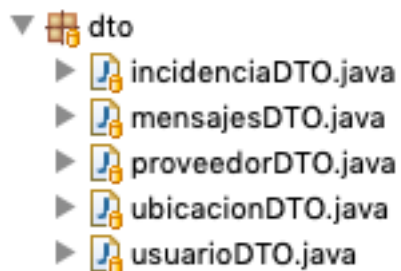 dto
incidenciaDTO.java
mensajesDTO.java
proveedorDTO.java
ubicacionDTO.java
usuarioDTO.java